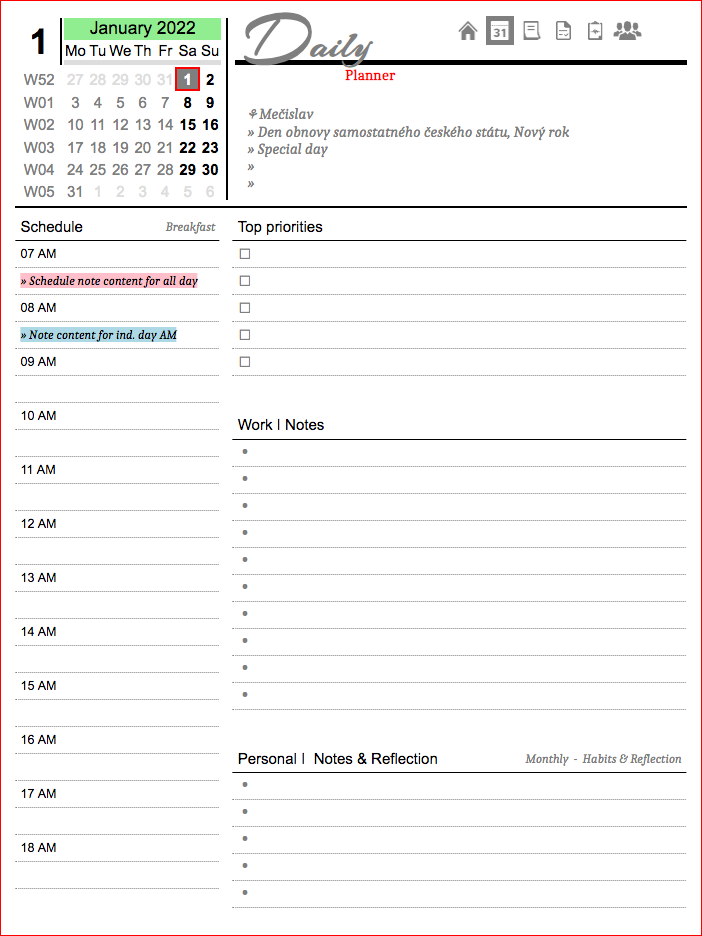 1
January 2022
Mo Tu We Th Fr Sa Su
W52 27 28 29 30 31 1 2
W01 3 4 5 6 7 8 9
W02 10 11 12 13 14 15 16
W03 17 18 19 20 21 22 23
W04 24 25 26 27 28 29 30
W05 31 1 2 3 4 5 6
Daily
Planner
31
⚘ Mečislav
» Den obnovy samostatného českého státu, Nový rok
» Special day
»
»
Schedule Breakfast
07 AM
» Schedule note content for all day
08 AM
» Note content for ind. day AM
09 AM
10 AM
11 AM
12 AM
13 AM
14 AM
15 AM
16 AM
17 AM
18 AM
Top priorities
☐
☐
☐
☐
☐
Work | Notes
•
•
•
•
•
•
•
•
•
•
Personal | Notes & Reflection Monthly - Habits & Reflection
•
•
•
•
•